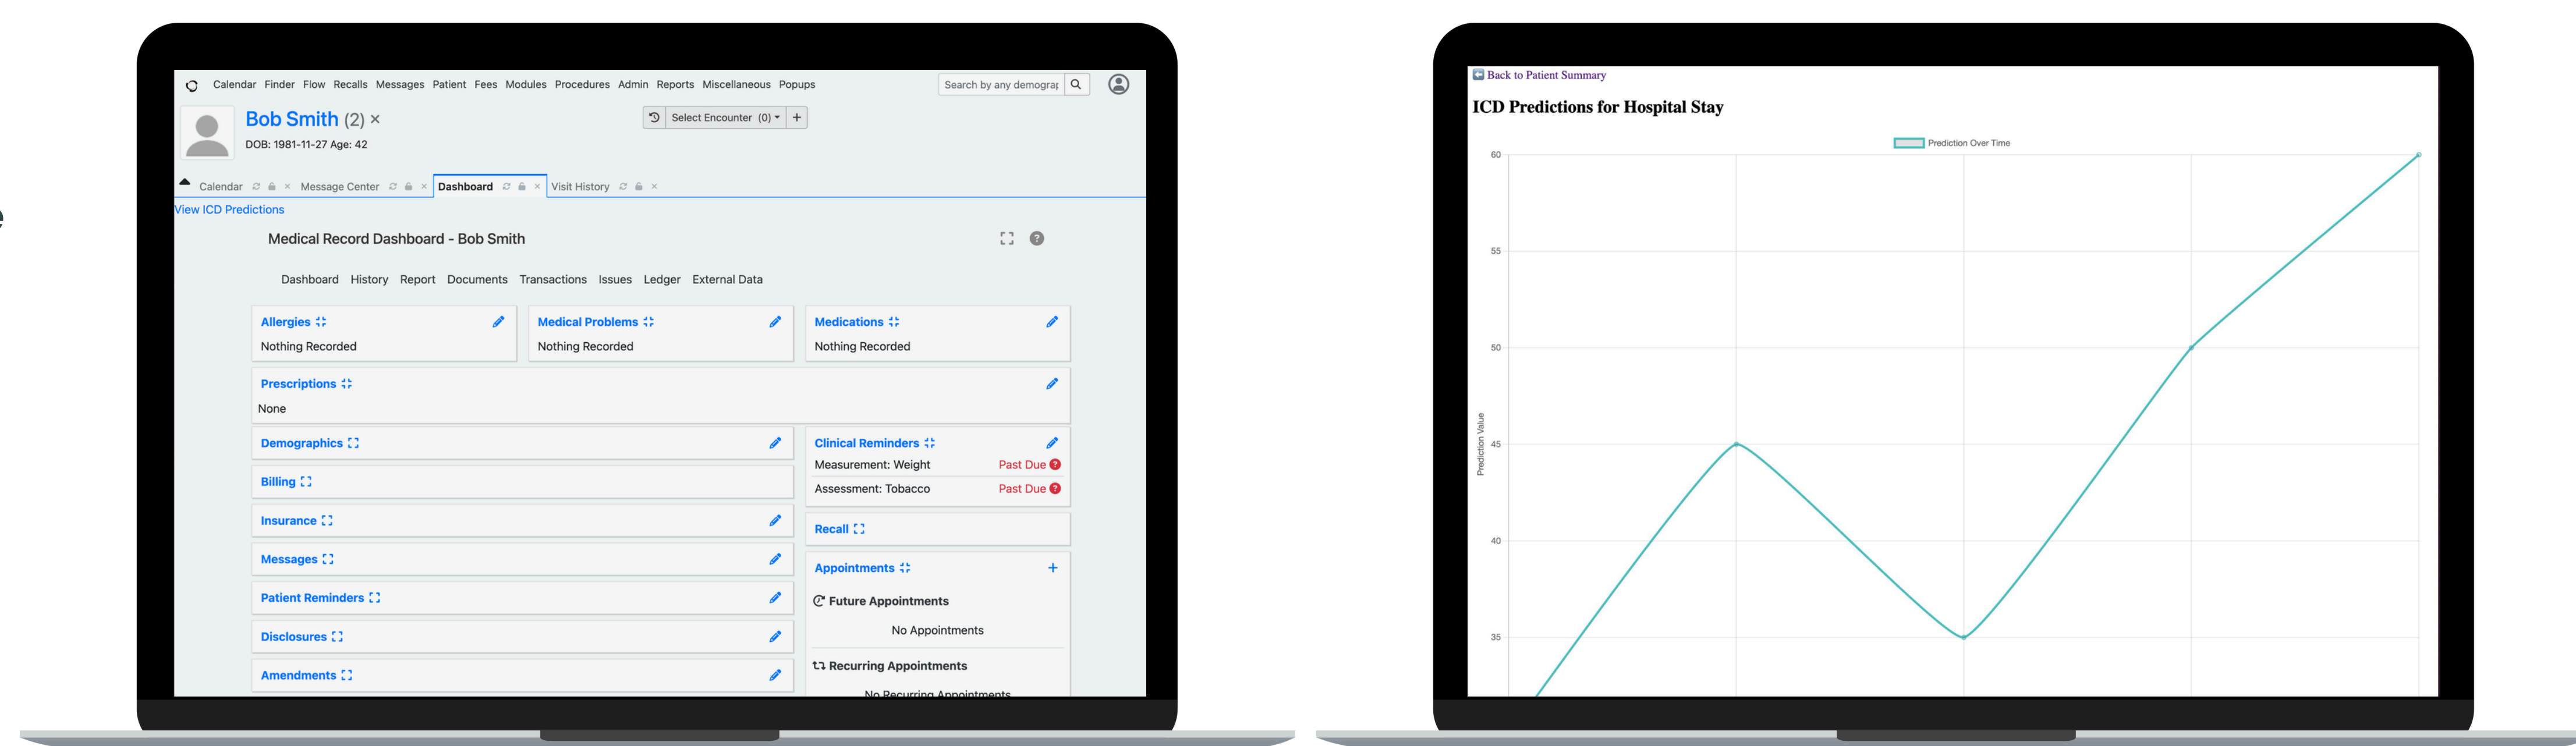 e
Calendar Finder Flow Recalls Messages Patient Fees Modules Procedures Admin Reports Miscellaneous Popups
Search by any demograp
Bob Smith (2) ×
Select Encounter (0)
+
DOB: 1981-11-27 Age: 42
Calendar × Message Center × Dashboard × Visit History ×
View ICD Predictions
Medical Record Dashboard - Bob Smith
?
Dashboard History Report Documents Transactions Issues Ledger External Data
Allergies
Nothing Recorded
Medical Problems
Nothing Recorded
Medications
Nothing Recorded
Prescriptions
None
Demographics
Billing
Insurance
Messages
Patient Reminders
Disclosures
Amendments
Clinical Reminders
Measurement: Weight Past Due ?
Assessment: Tobacco Past Due ?
Recall
Appointments +
Future Appointments
No Appointments
Recurring Appointments
No Recurring Appointments
Back to Patient Summary
ICD Predictions for Hospital Stay
Prediction Over Time
60
55
50
45
40
35
Prediction Value